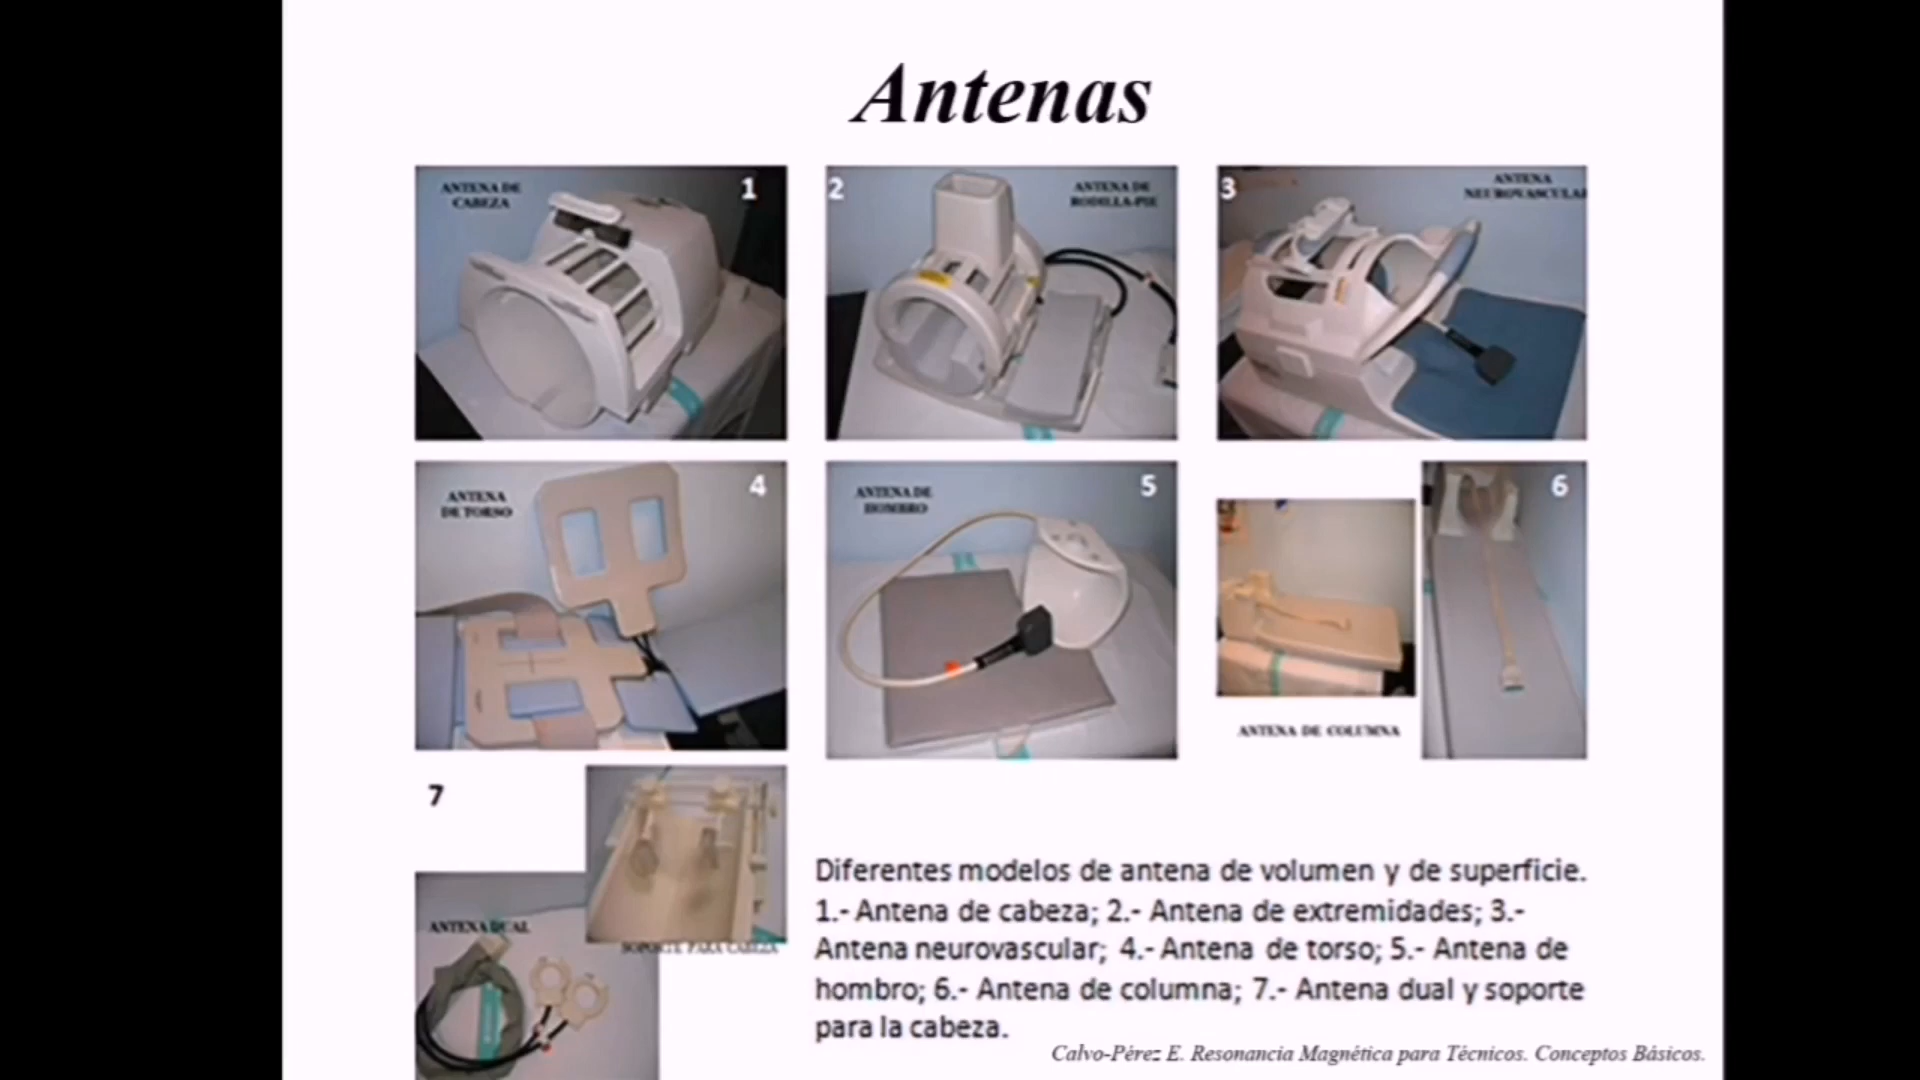 Antenas
ANTENA DE
CABEZA
1
2
ANTENA DE
RODILLA-PIE
3
ANTENA
NEUROVASCULAR
ANTENA
DE TORSO
4
ANTENA DE
HOMBRO
5
6
ANTENA DE COLUMNA
7
ANTENA DUAL
SOPORTE PARA CABEZA
Diferentes modelos de antena de volumen y de superficie.
1.- Antena de cabeza; 2.- Antena de extremidades; 3.-
Antena neurovascular; 4.- Antena de torso; 5.- Antena de
hombro; 6.- Antena de columna; 7.- Antena dual y soporte
para la cabeza.
Calvo-Pérez E. Resonancia Magnética para Técnicos. Conceptos Básicos.